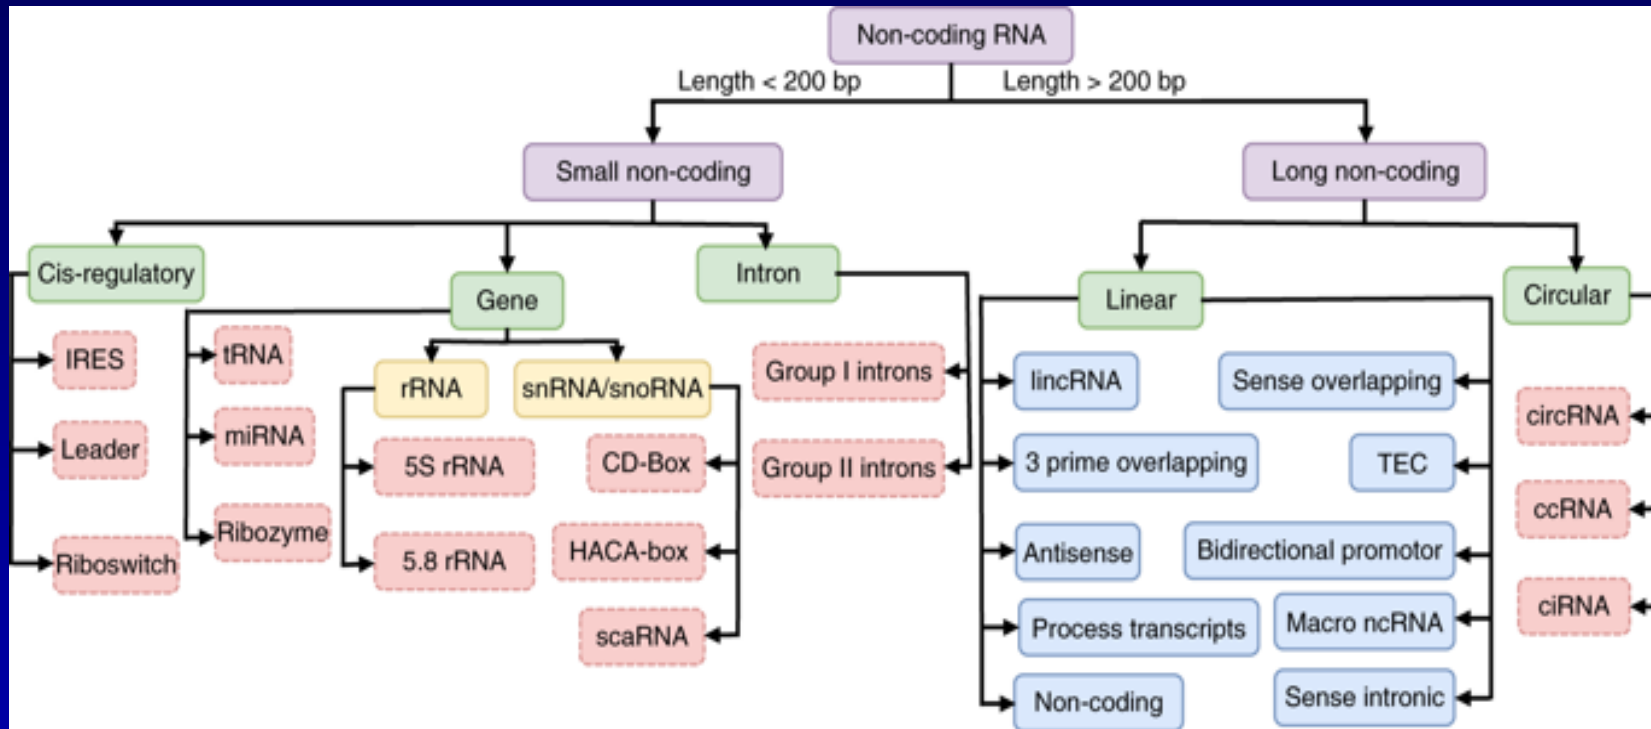 Non-coding RNA
Length < 200 bp
Length > 200 bp
Small non-coding
Long non-coding
Cis-regulatory
Gene
Intron
Linear
Circular
IRES
Leader
Riboswitch
tRNA
miRNA
Ribozyme
rRNA
snRNA/snoRNA
5S rRNA
5.8 rRNA
CD-Box
HACA-box
scaRNA
Group I introns
Group II introns
lincRNA
3 prime overlapping
Antisense
Process transcripts
Non-coding
Sense overlapping
TEC
Bidirectional promotor
Macro ncRNA
Sense intronic
circRNA
ccRNA
ciRNA